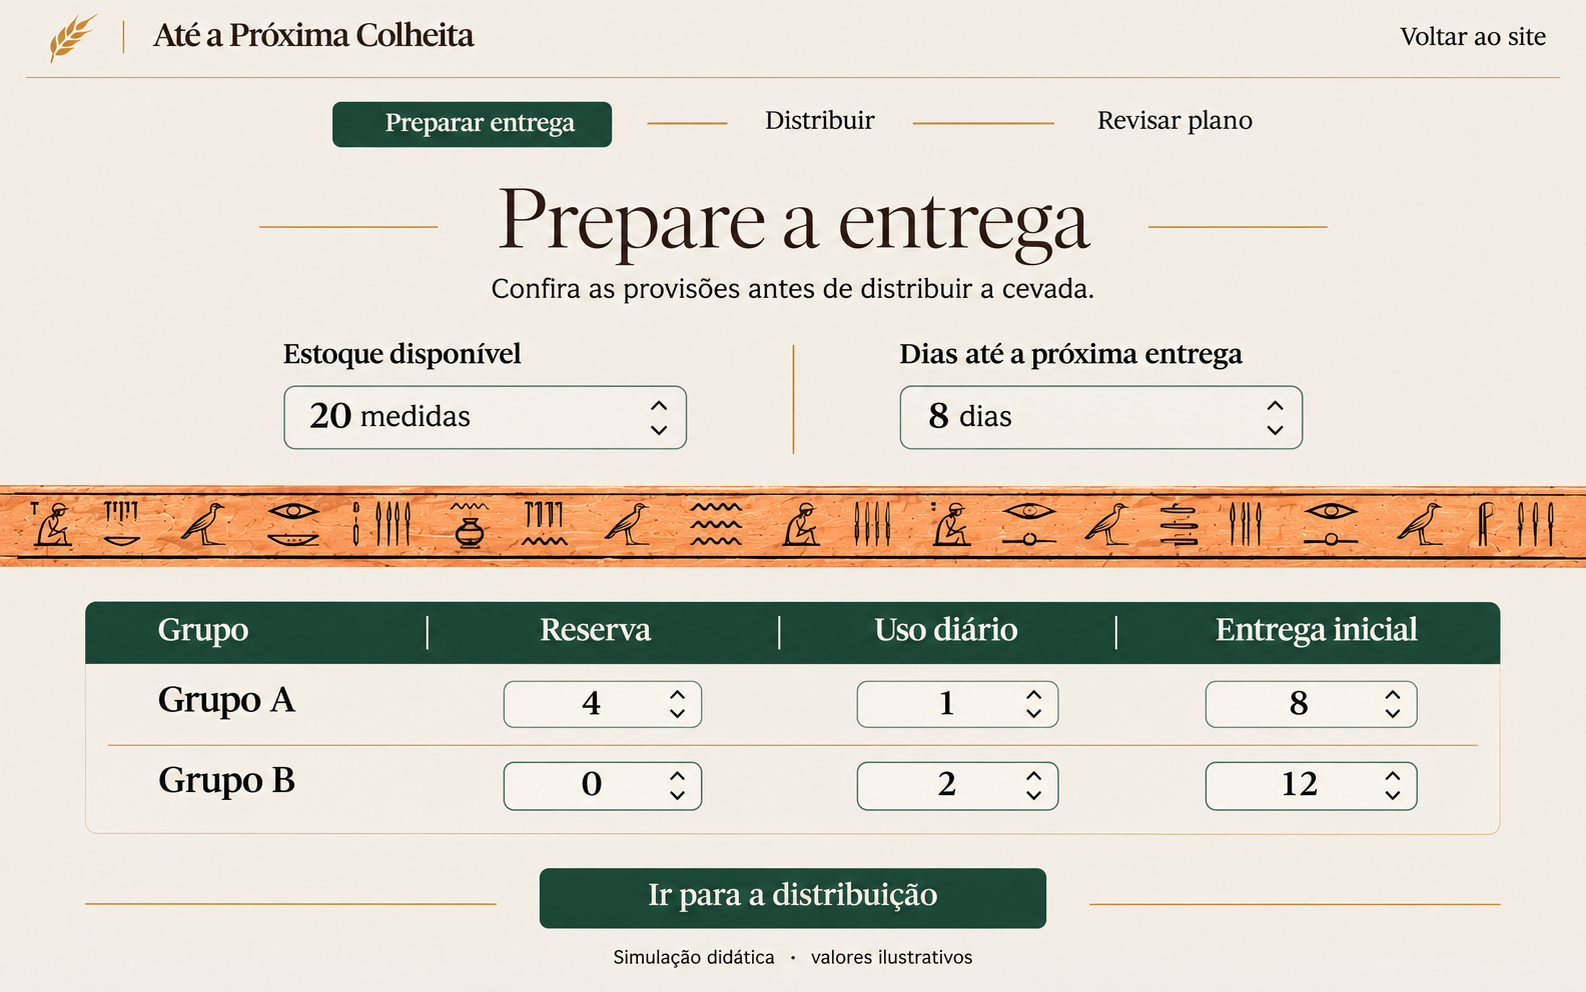 Até a Próxima Colheita
Voltar ao site
Preparar entrega
Distribuir
Revisar plano
Prepare a entrega
Confira as provisões antes de distribuir a cevada.
Estoque disponível
Dias até a próxima entrega
20 medidas
8 dias
Grupo | Reserva | Uso diário | Entrega inicial
Grupo A 4 1 8
Grupo B 0 2 12
Ir para a distribuição
Simulação didática · valores ilustrativos